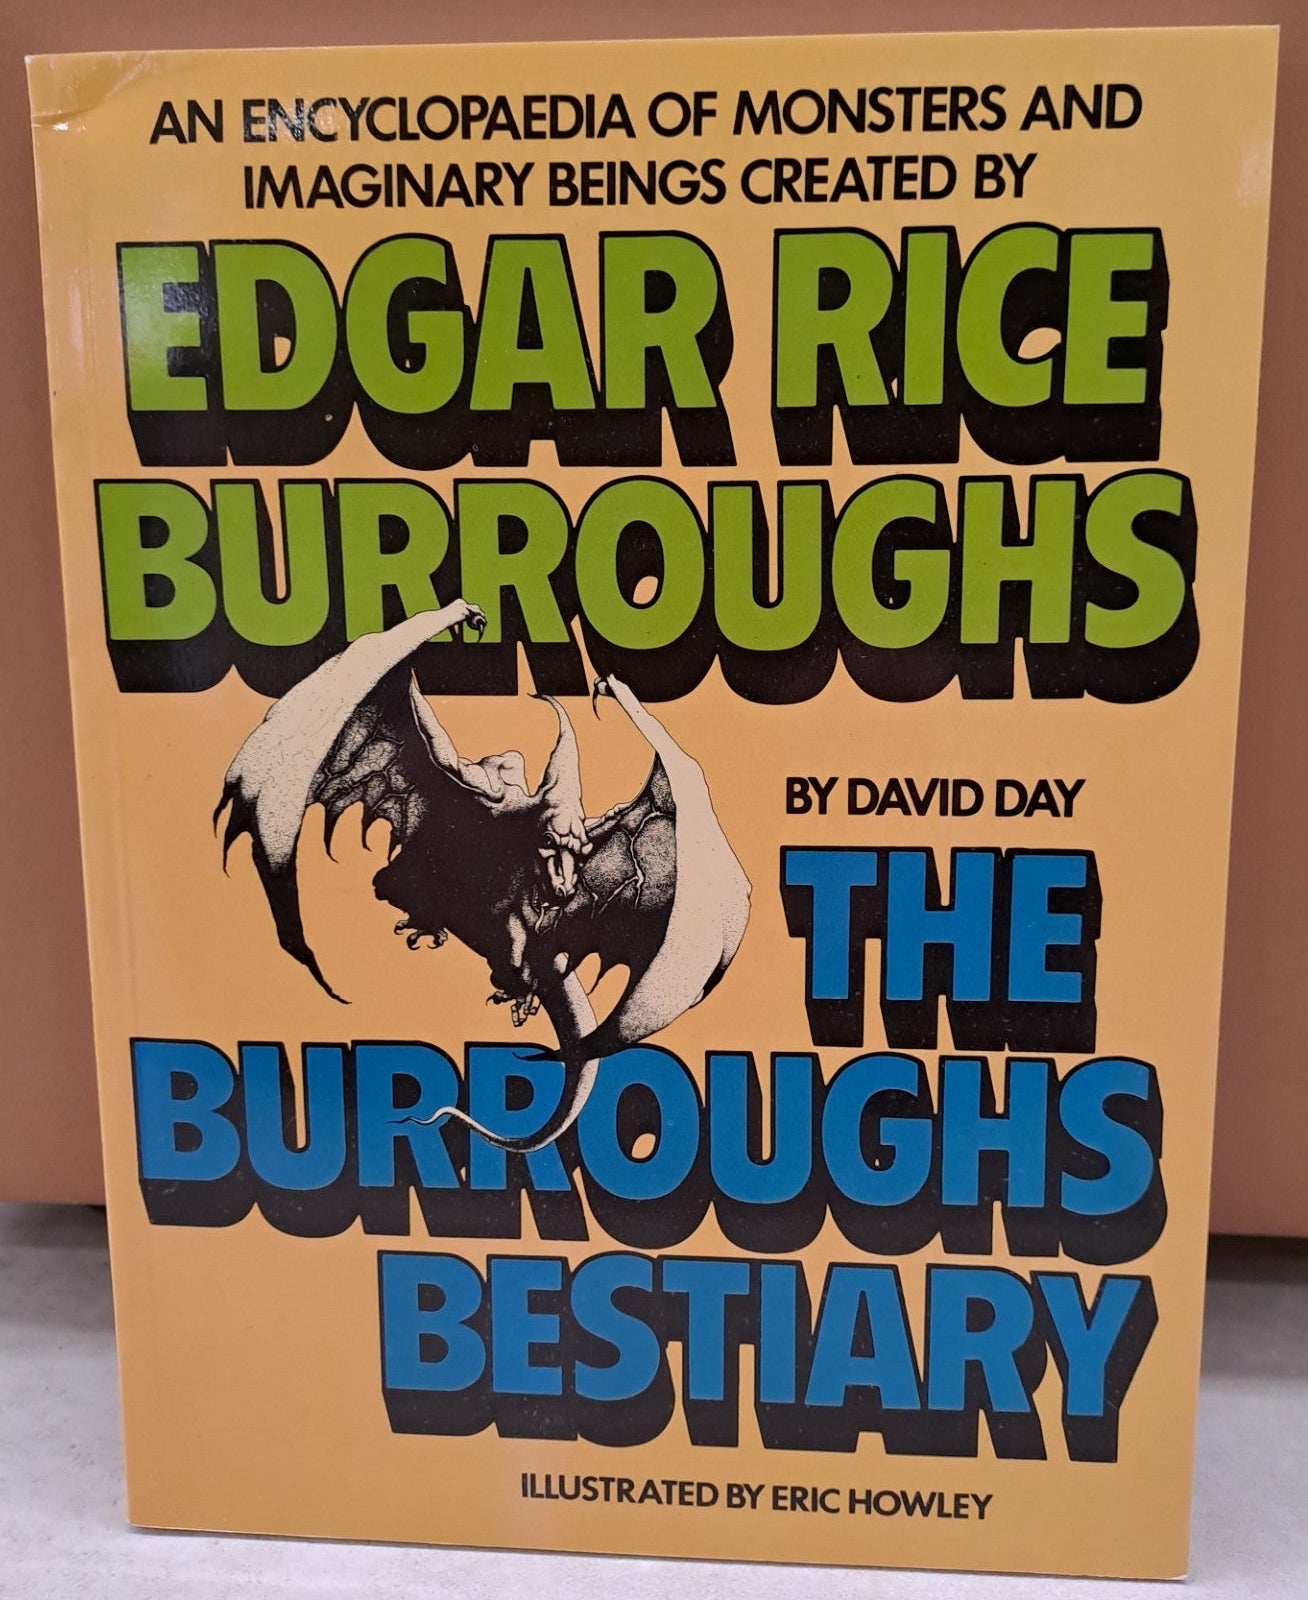 AN ENCYCLOPAEDIA OF MONSTERS AND
IMAGINARY BEINGS CREATED BY
EDGAR RICE
BURROUGHS
BY DAVID DAY
THE
BURROUGHS
BESTIARY
ILLUSTRATED BY ERIC HOWLEY